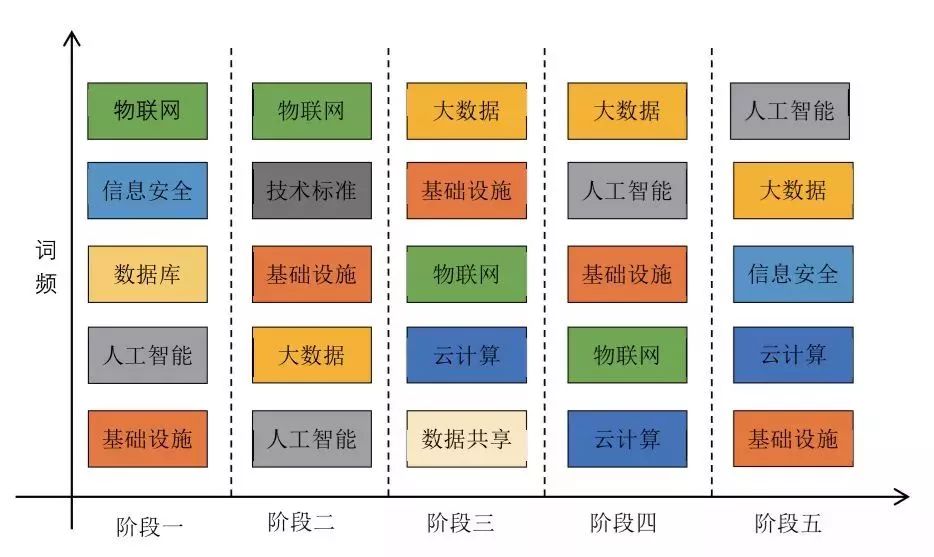 词频
物联网 物联网 大数据 大数据 人工智能
信息安全 技术标准 基础设施 人工智能 大数据
数据库 基础设施 物联网 基础设施 信息安全
人工智能 大数据 云计算 物联网 云计算
基础设施 人工智能 数据共享 云计算 基础设施
阶段一 阶段二 阶段三 阶段四 阶段五